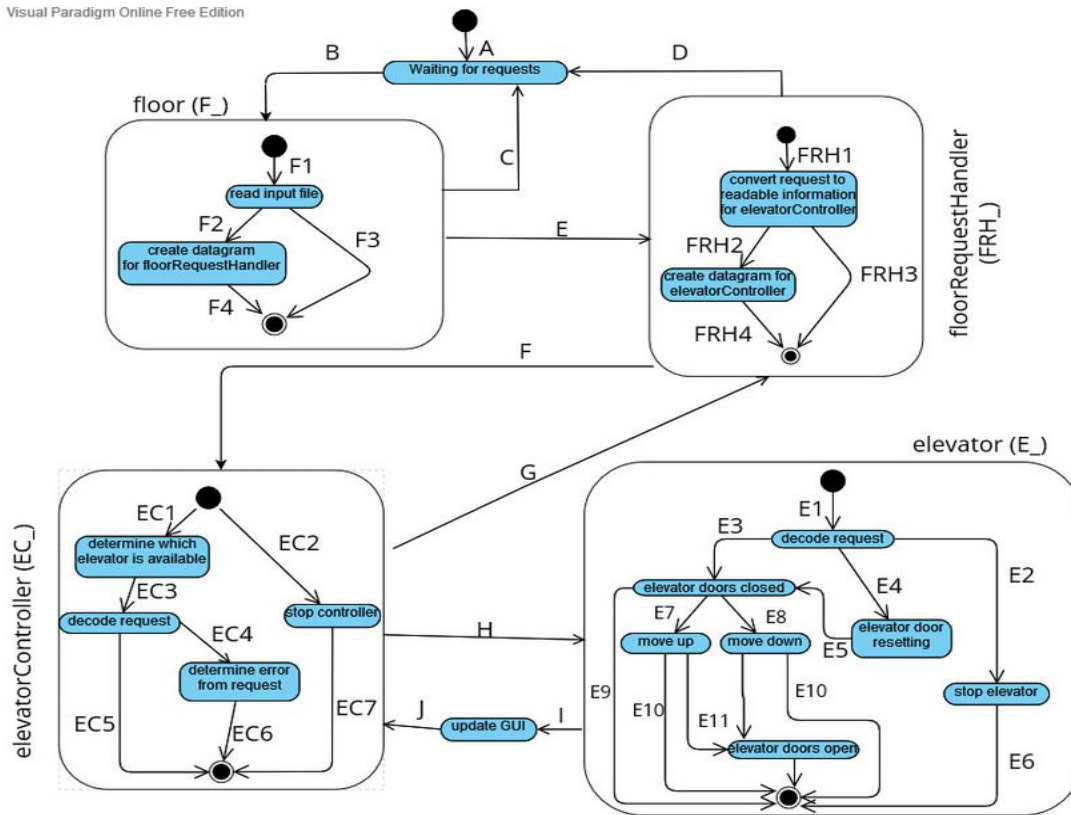 Visual Paradigm Online Free Edition
A
B
Waiting for requests
D
floor (F_)
C
F1
read input file
F2
F3
create datagram
for floorRequestHandler
F4
E
FRH1
convert request to
readable information
for elevatorController
FRH2
FRH3
create datagram for
elevatorController
FRH4
floorRequestHandler
(FRH_)
F
G
elevatorController (EC_)
EC1
EC2
determine which
elevator is available
EC3
decode request
stop controller
EC4
determine error
from request
EC5
EC6
EC7
H
I
J
update GUI
elevator (E_)
E1
decode request
E3
E2
E4
elevator doors closed
E7
E8
E5
elevator door
resetting
move up
move down
stop elevator
E9
E10
E11
E10
elevator doors open
E6